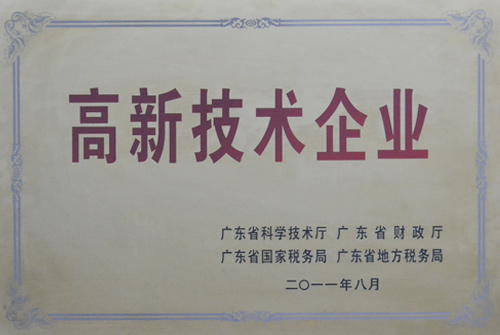 高新技术企业
广东省科学技术厅 广东省财政厅
广东省国家税务局 广东省地方税务局
二〇一一年八月